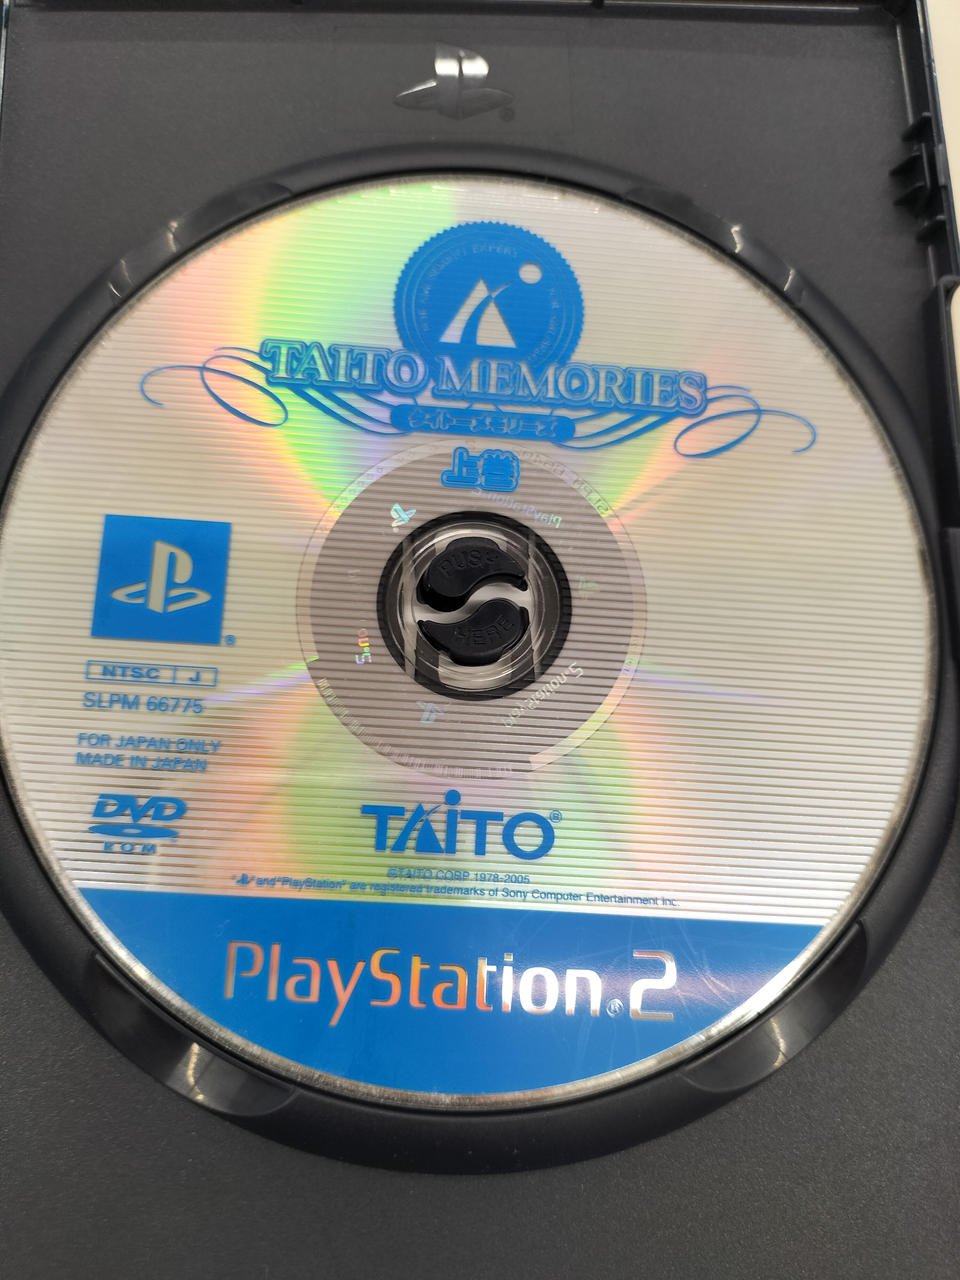 TAITO MEMORIES
タイトーメモリーズ
上巻
PUSH
HERE
NTSC J
SLPM 66775
FOR JAPAN ONLY
MADE IN JAPAN
DVD
ROM
TAITO®
©TAITO CORP. 1978-2005
"PS" and "PlayStation" are registered trademarks of Sony Computer Entertainment Inc.
PlayStation®2